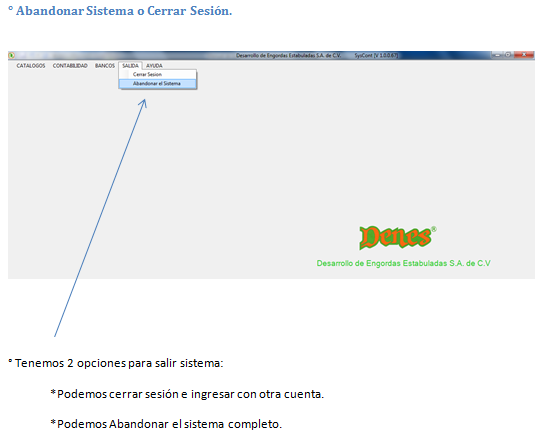 ° Abandonar Sistema o Cerrar Sesión.
Desarrollo de Engordas Estabuladas S.A. de C.V. SysCont [V 1.0.0.67]
CATALOGOS CONTABILIDAD BANCOS SALIDA AYUDA
Cerrar Sesion
Abandonar el Sistema
Denes®
Desarrollo de Engordas Estabuladas S.A. de C.V
° Tenemos 2 opciones para salir sistema:
*Podemos cerrar sesión e ingresar con otra cuenta.
*Podemos Abandonar el sistema completo.